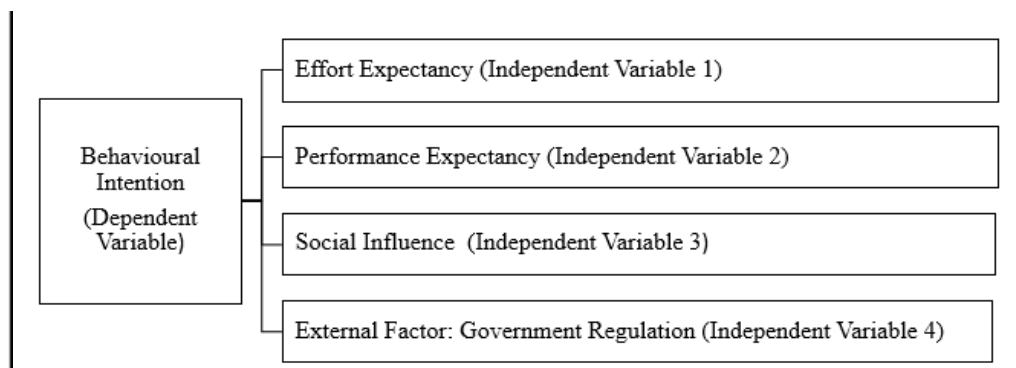 Behavioural
Intention
(Dependent
Variable)
Effort Expectancy (Independent Variable 1)
Performance Expectancy (Independent Variable 2)
Social Influence  (Independent Variable 3)
External Factor: Government Regulation (Independent Variable 4)